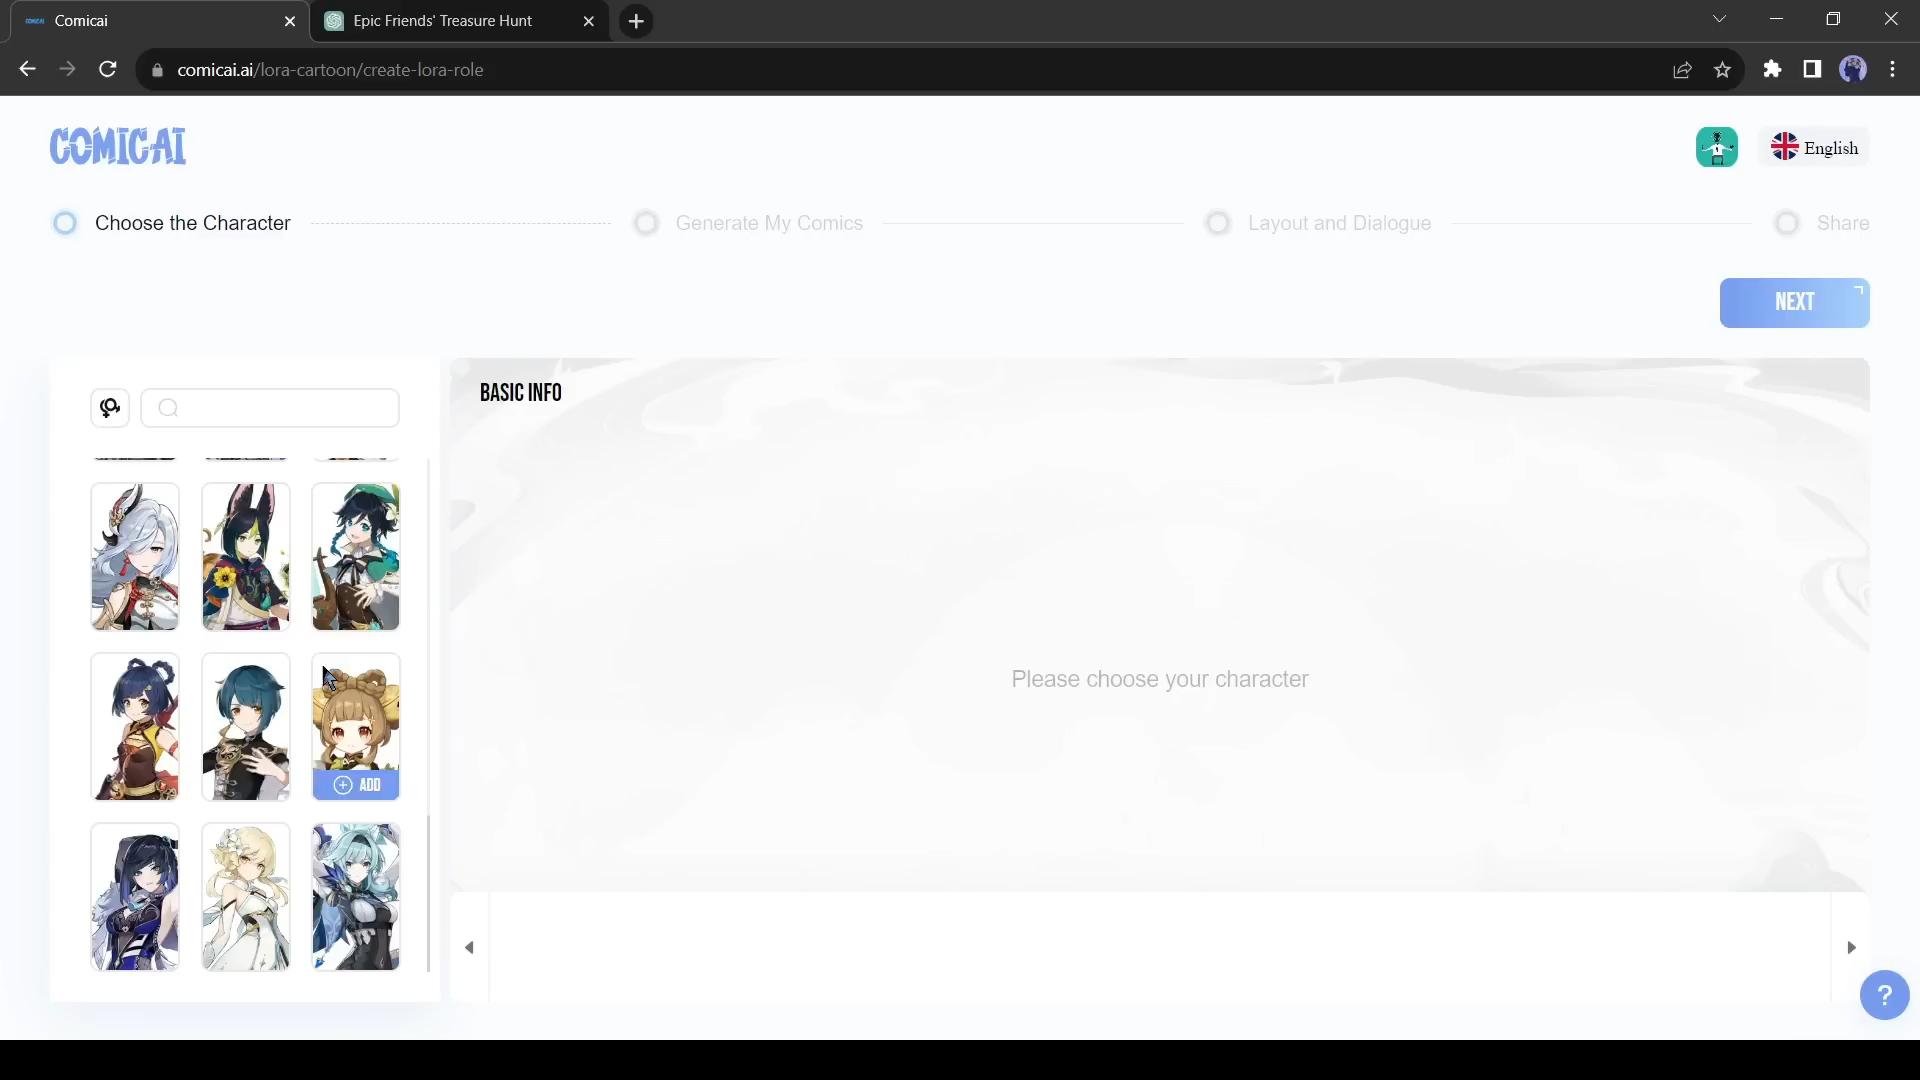 COMICAI Comicai
Epic Friends' Treasure Hunt
comicai.ai/lora-cartoon/create-lora-role
COMICAI
English
Choose the Character
Generate My Comics
Layout and Dialogue
Share
NEXT
BASIC INFO
Please choose your character
ADD
?